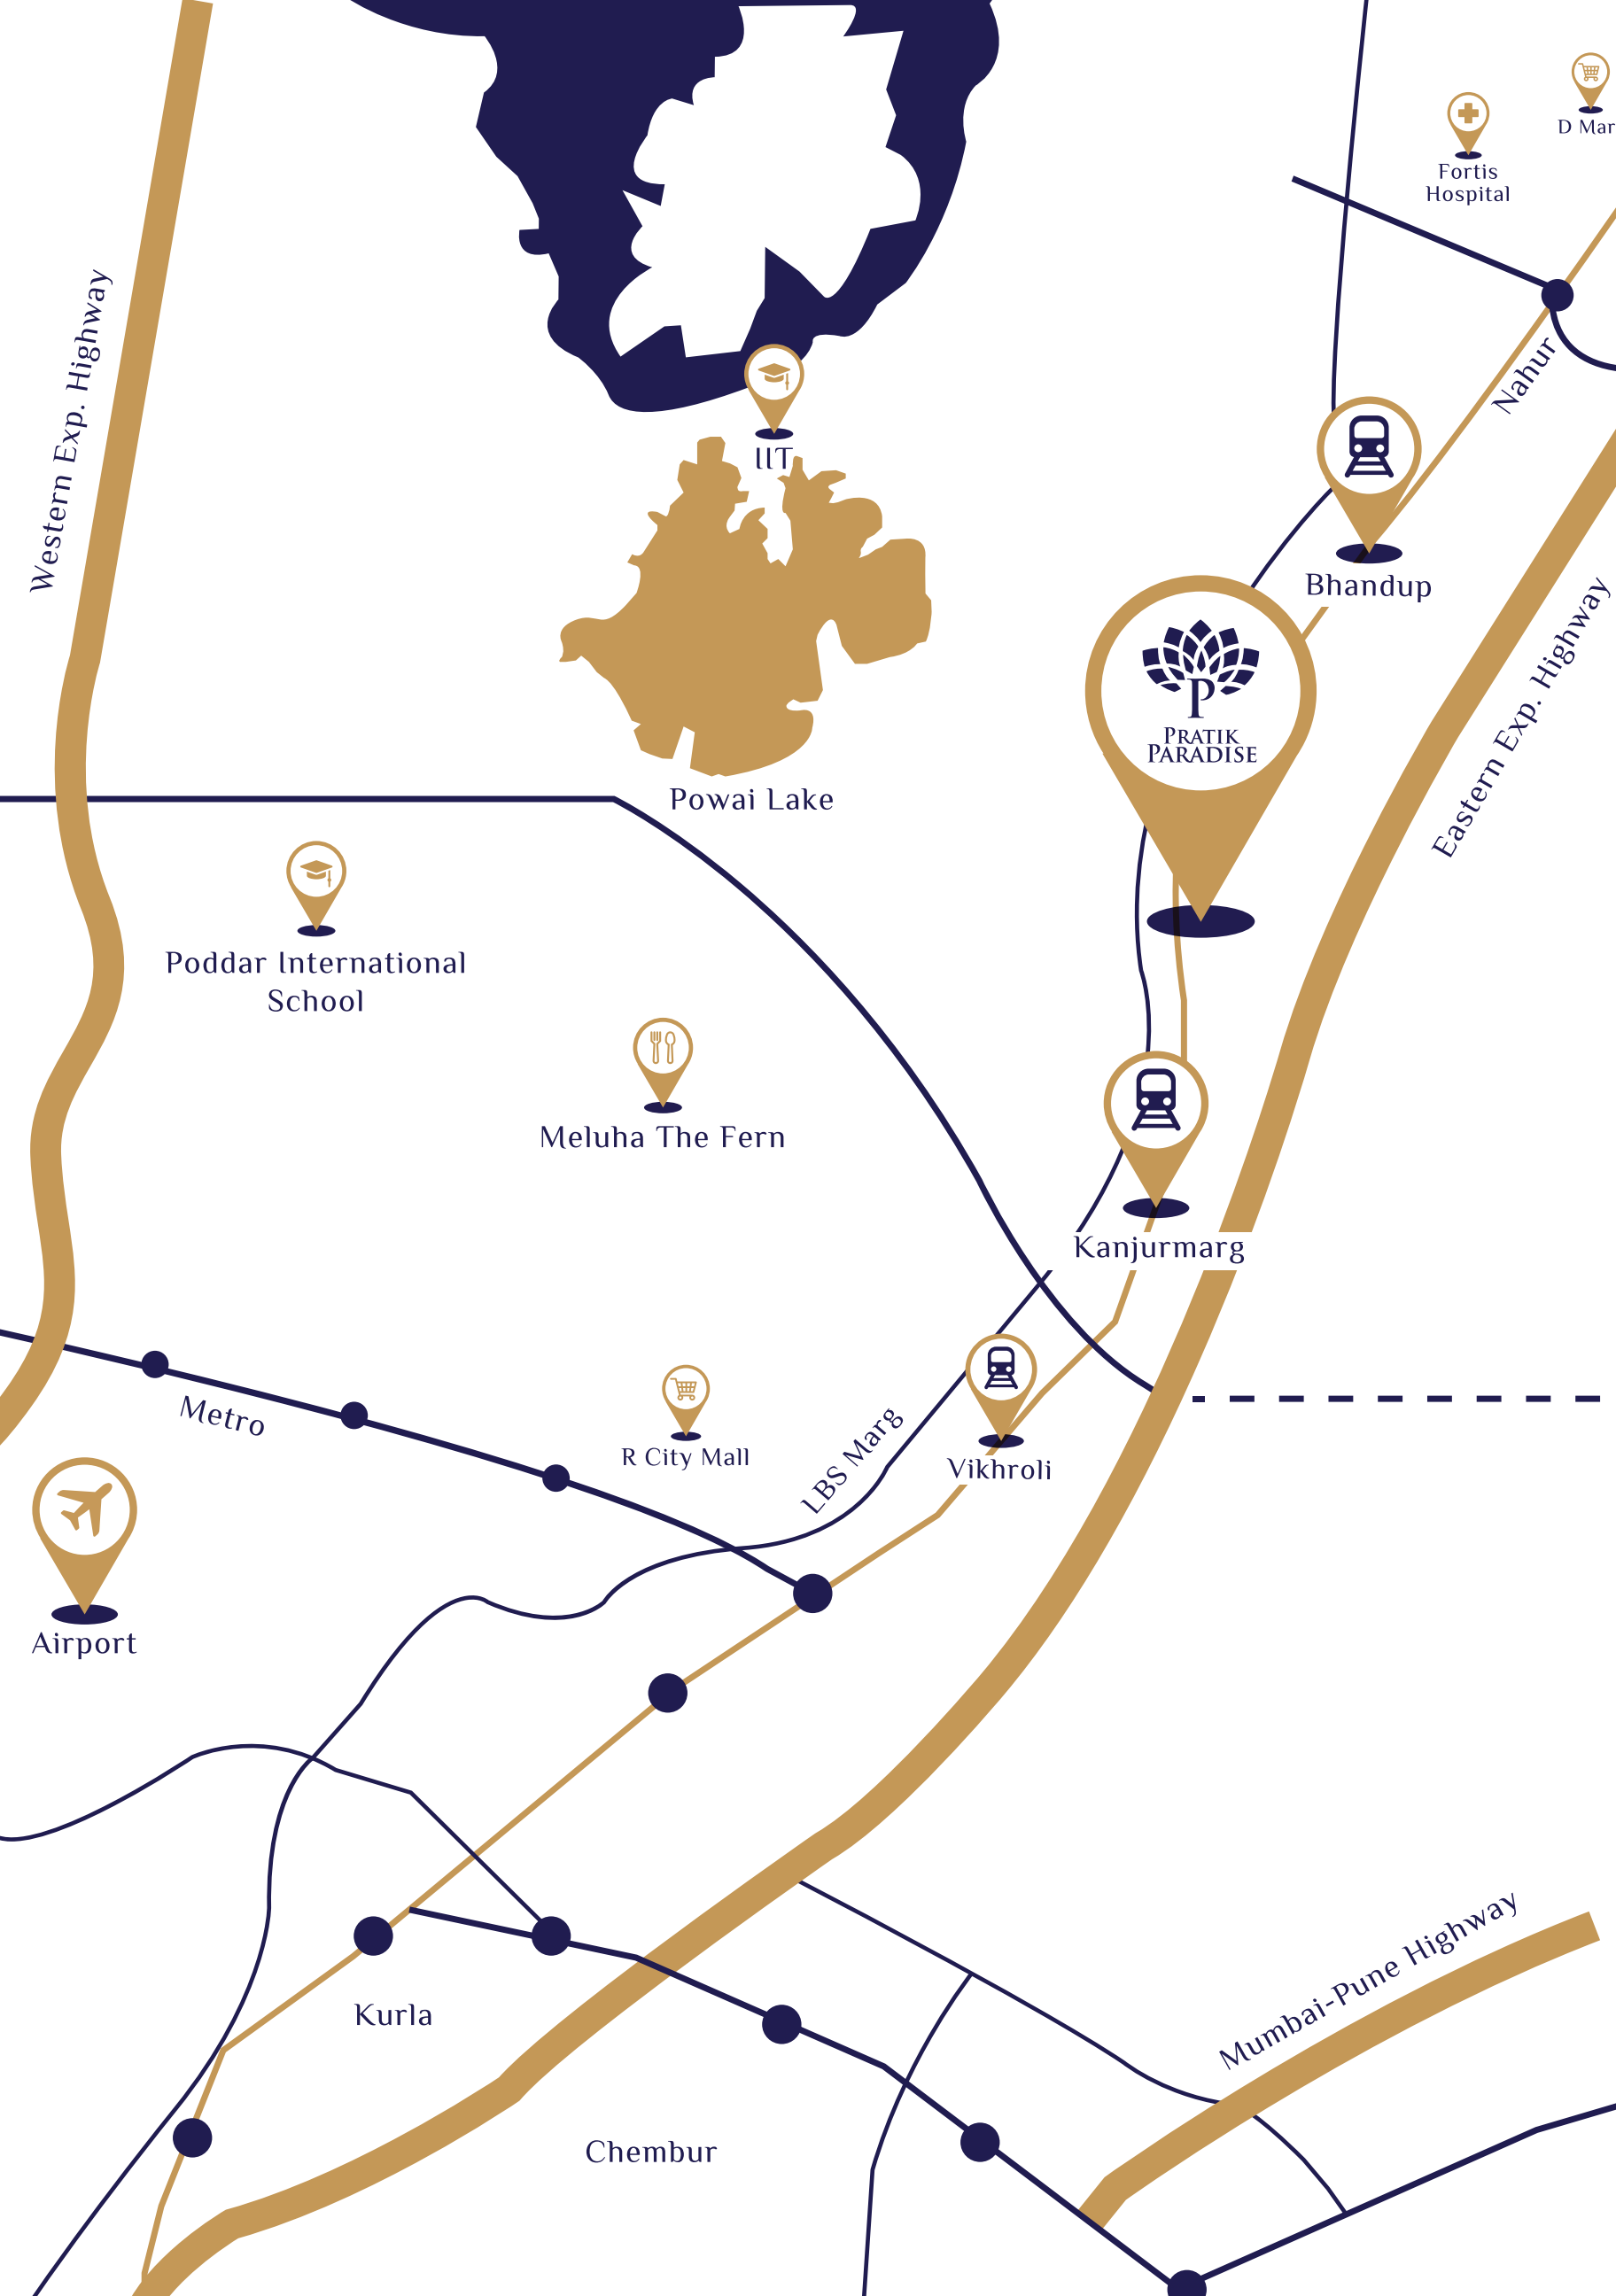 D Mar
Fortis
Hospital
Western Exp. Highway
Nahur
IIT
Bhandup
Eastern Exp. Highway
P
PRATIK
PARADISE
Powai Lake
Poddar International
School
Meluha The Fern
Kanjurmarg
Metro
R City Mall
LBS Marg
Vikhroli
Airport
Mumbai-Pune Highway
Kurla
Chembur